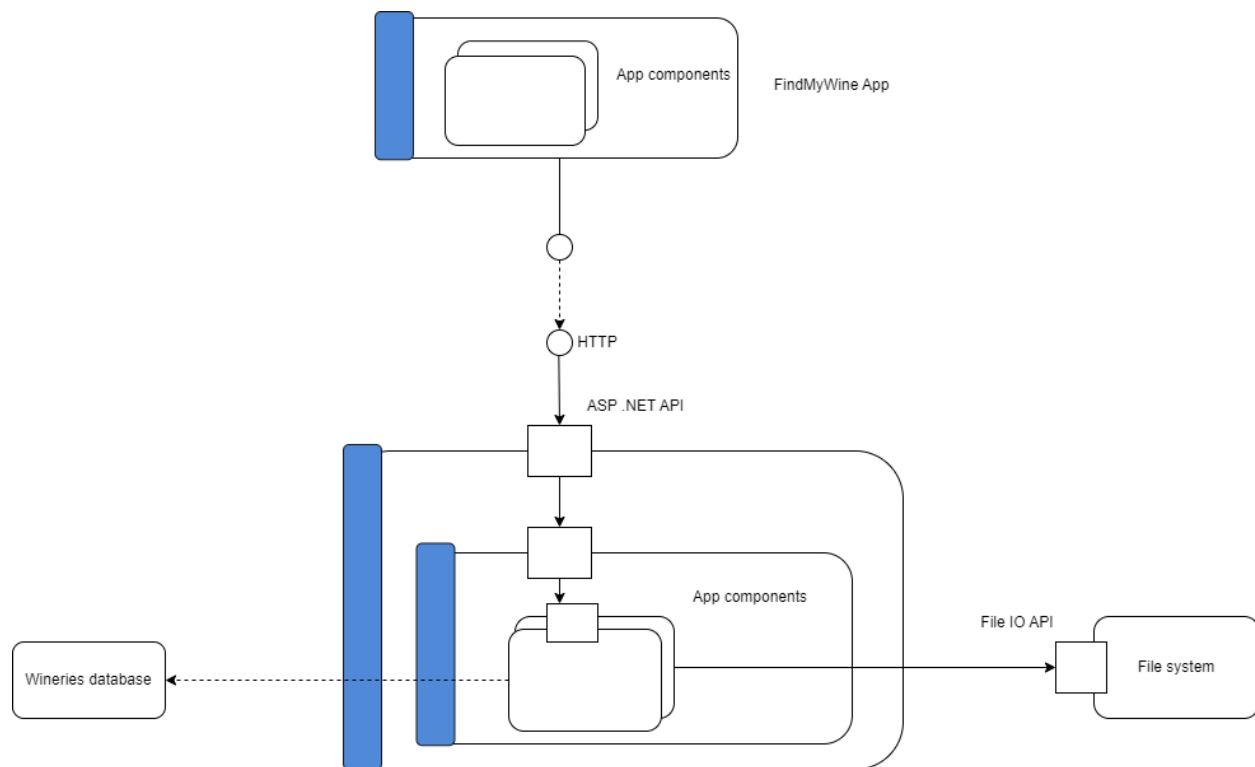 App components
FindMyWine App
HTTP
ASP .NET API
App components
File IO API
Wineries database
File system